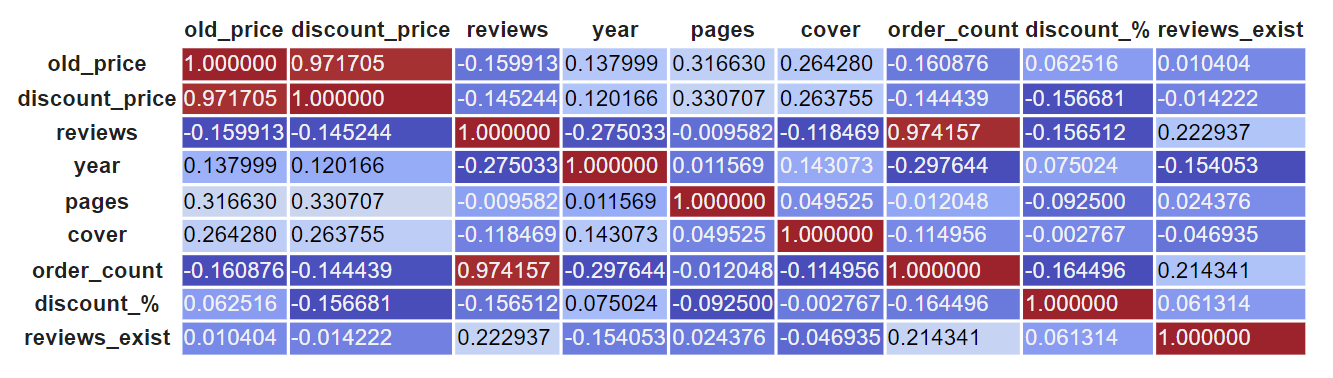 old_price discount_price reviews year pages cover order_count discount_% reviews_exist
old_price 1.000000 0.971705 -0.159913 0.137999 0.316630 0.264280 -0.160876 0.062516 0.010404
discount_price 0.971705 1.000000 -0.145244 0.120166 0.330707 0.263755 -0.144439 -0.156681 -0.014222
reviews -0.159913 -0.145244 1.000000 -0.275033 -0.009582 -0.118469 0.974157 -0.156512 0.222937
year 0.137999 0.120166 -0.275033 1.000000 0.011569 0.143073 -0.297644 0.075024 -0.154053
pages 0.316630 0.330707 -0.009582 0.011569 1.000000 0.049525 -0.012048 -0.092500 0.024376
cover 0.264280 0.263755 -0.118469 0.143073 0.049525 1.000000 -0.114956 -0.002767 -0.046935
order_count -0.160876 -0.144439 0.974157 -0.297644 -0.012048 -0.114956 1.000000 -0.164496 0.214341
discount_% 0.062516 -0.156681 -0.156512 0.075024 -0.092500 -0.002767 -0.164496 1.000000 0.061314
reviews_exist 0.010404 -0.014222 0.222937 -0.154053 0.024376 -0.046935 0.214341 0.061314 1.000000